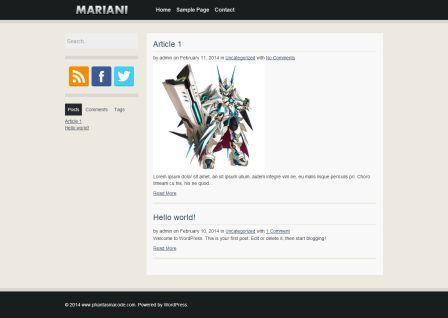 MARIANI
Home Sample Page Contact
Search..
Posts Comments Tags
Article 1
Hello world!
Article 1
by admin on February 11, 2014 in Uncategorized with No Comments
Lorem ipsum dolor sit amet, an sit ipsum ullum, autem integre vim ne, eu malis iisque pericula pri. Choro
timeam cu his, his ne quod...
Read More
Hello world!
by admin on February 10, 2014 in Uncategorized with 1 Comment
Welcome to WordPress. This is your first post. Edit or delete it, then start blogging!
Read More
© 2014 www.phantasmacode.com. Powered by WordPress.